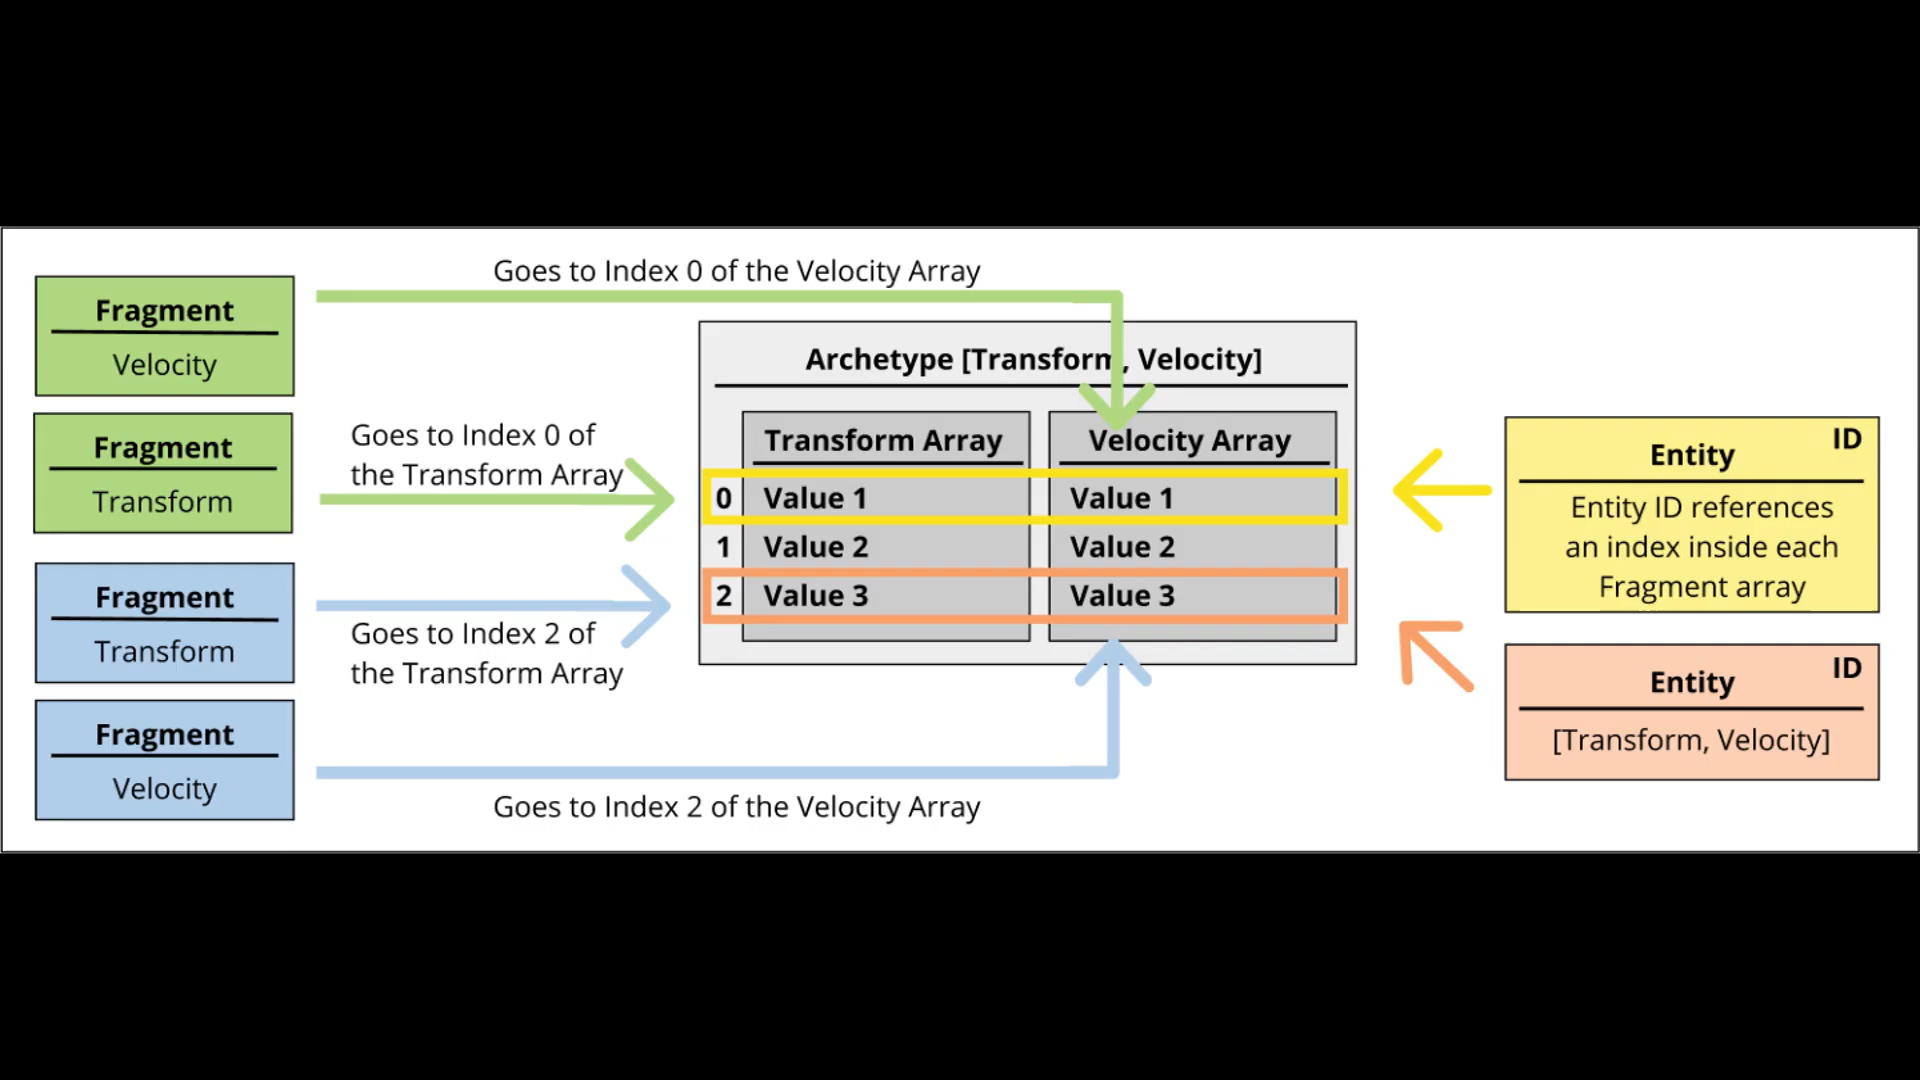 Fragment
Velocity
Fragment
Transform
Fragment
Transform
Fragment
Velocity
Goes to Index 0 of the Velocity Array
Goes to Index 0 of
the Transform Array
Goes to Index 2 of
the Transform Array
Goes to Index 2 of the Velocity Array
Archetype [Transform, Velocity]
Transform Array Velocity Array
0 Value 1 Value 1
1 Value 2 Value 2
2 Value 3 Value 3
ID
Entity
Entity ID references
an index inside each
Fragment array
ID
Entity
[Transform, Velocity]